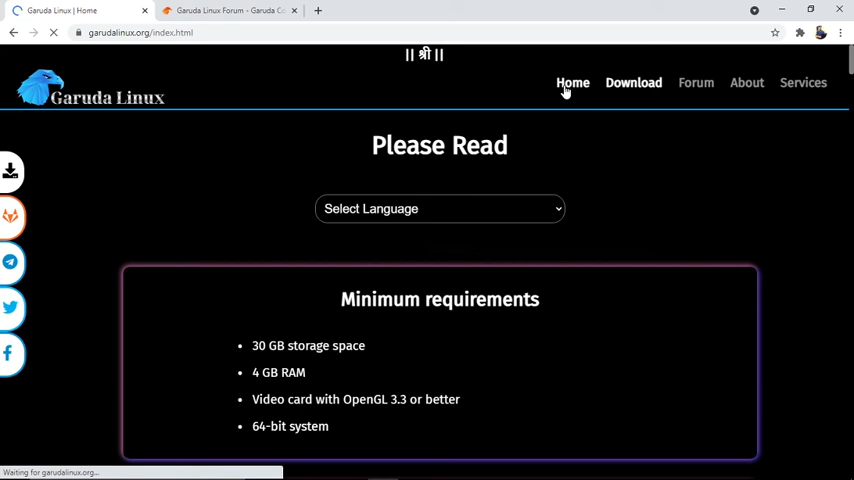 Garuda Linux | Home
Garuda Linux Forum - Garuda Co
garudalinux.org/index.html
|| श्री ||
Garuda Linux
Home Download Forum About Services
Please Read
Select Language
Minimum requirements
• 30 GB storage space
• 4 GB RAM
• Video card with OpenGL 3.3 or better
• 64-bit system
Waiting for garudalinux.org...